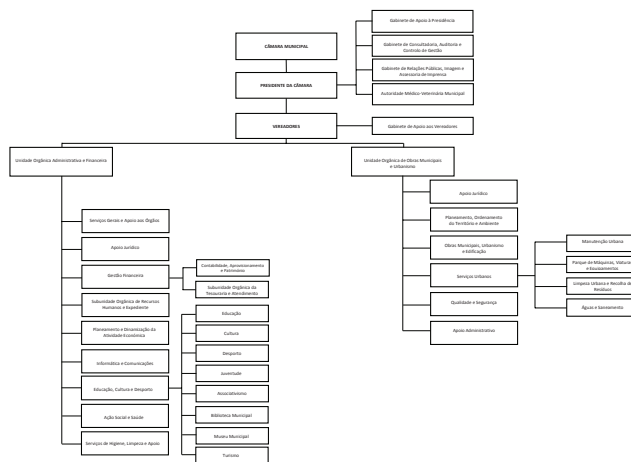 Gabinete de Apoio à Presidência
CÂMARA MUNICIPAL
Gabinete de Consultadoria, Auditoria e
Controlo de Gestão
Gabinete de Relações Públicas, Imagem e
Assessoria de Imprensa
PRESIDENTE DA CÂMARA
Autoridade Médico-Veterinária Municipal
VEREADORES
Gabinete de Apoio aos Vereadores
Unidade Orgânica Administrativa e Financeira
Unidade Orgânica de Obras Municipais
e Urbanismo
Serviços Gerais e Apoio aos Órgãos
Apoio Jurídico
Gestão Financeira
Contabilidade, Aprovisionamento
e Património
Subunidade Orgânica da
Tesouraria e Atendimento
Subunidade Orgânica de Recursos
Humanos e Expediente
Planeamento e Dinamização da
Atividade Económica
Informática e Comunicações
Educação, Cultura e Desporto
Educação
Cultura
Desporto
Juventude
Associativismo
Biblioteca Municipal
Museu Municipal
Turismo
Ação Social e Saúde
Serviços de Higiene, Limpeza e Apoio
Apoio Jurídico
Planeamento, Ordenamento
do Território e Ambiente
Obras Municipais, Urbanismo
e Edificação
Serviços Urbanos
Manutenção Urbana
Parque de Máquinas, Viaturas
e Equipamentos
Limpeza Urbana e Recolha de
Resíduos
Águas e Saneamento
Qualidade e Segurança
Apoio Administrativo